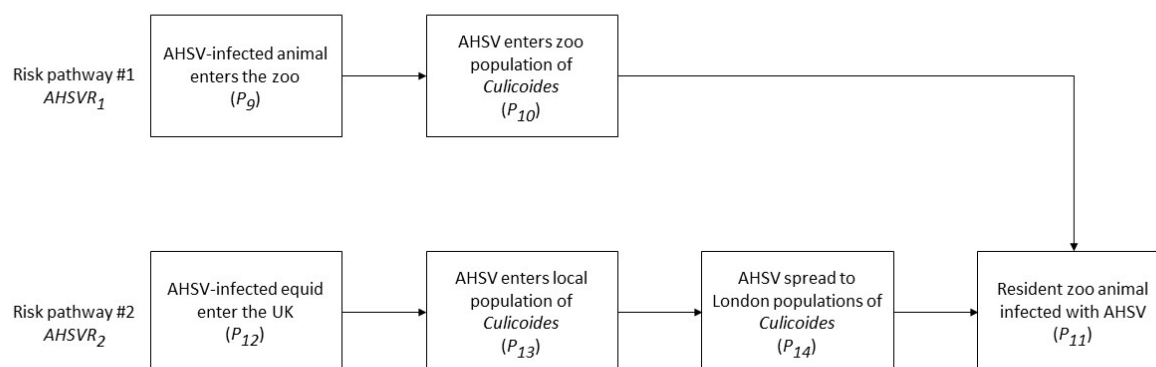 Risk pathway #1
AHSVR1
AHSV-infected animal
enters the zoo
(P9)
AHSV enters zoo
population of
Culicoides
(P10)
Risk pathway #2
AHSVR2
AHSV-infected equid
enter the UK
(P12)
AHSV enters local
population of
Culicoides
(P13)
AHSV spread to
London populations of
Culicoides
(P14)
Resident zoo animal
infected with AHSV
(P11)